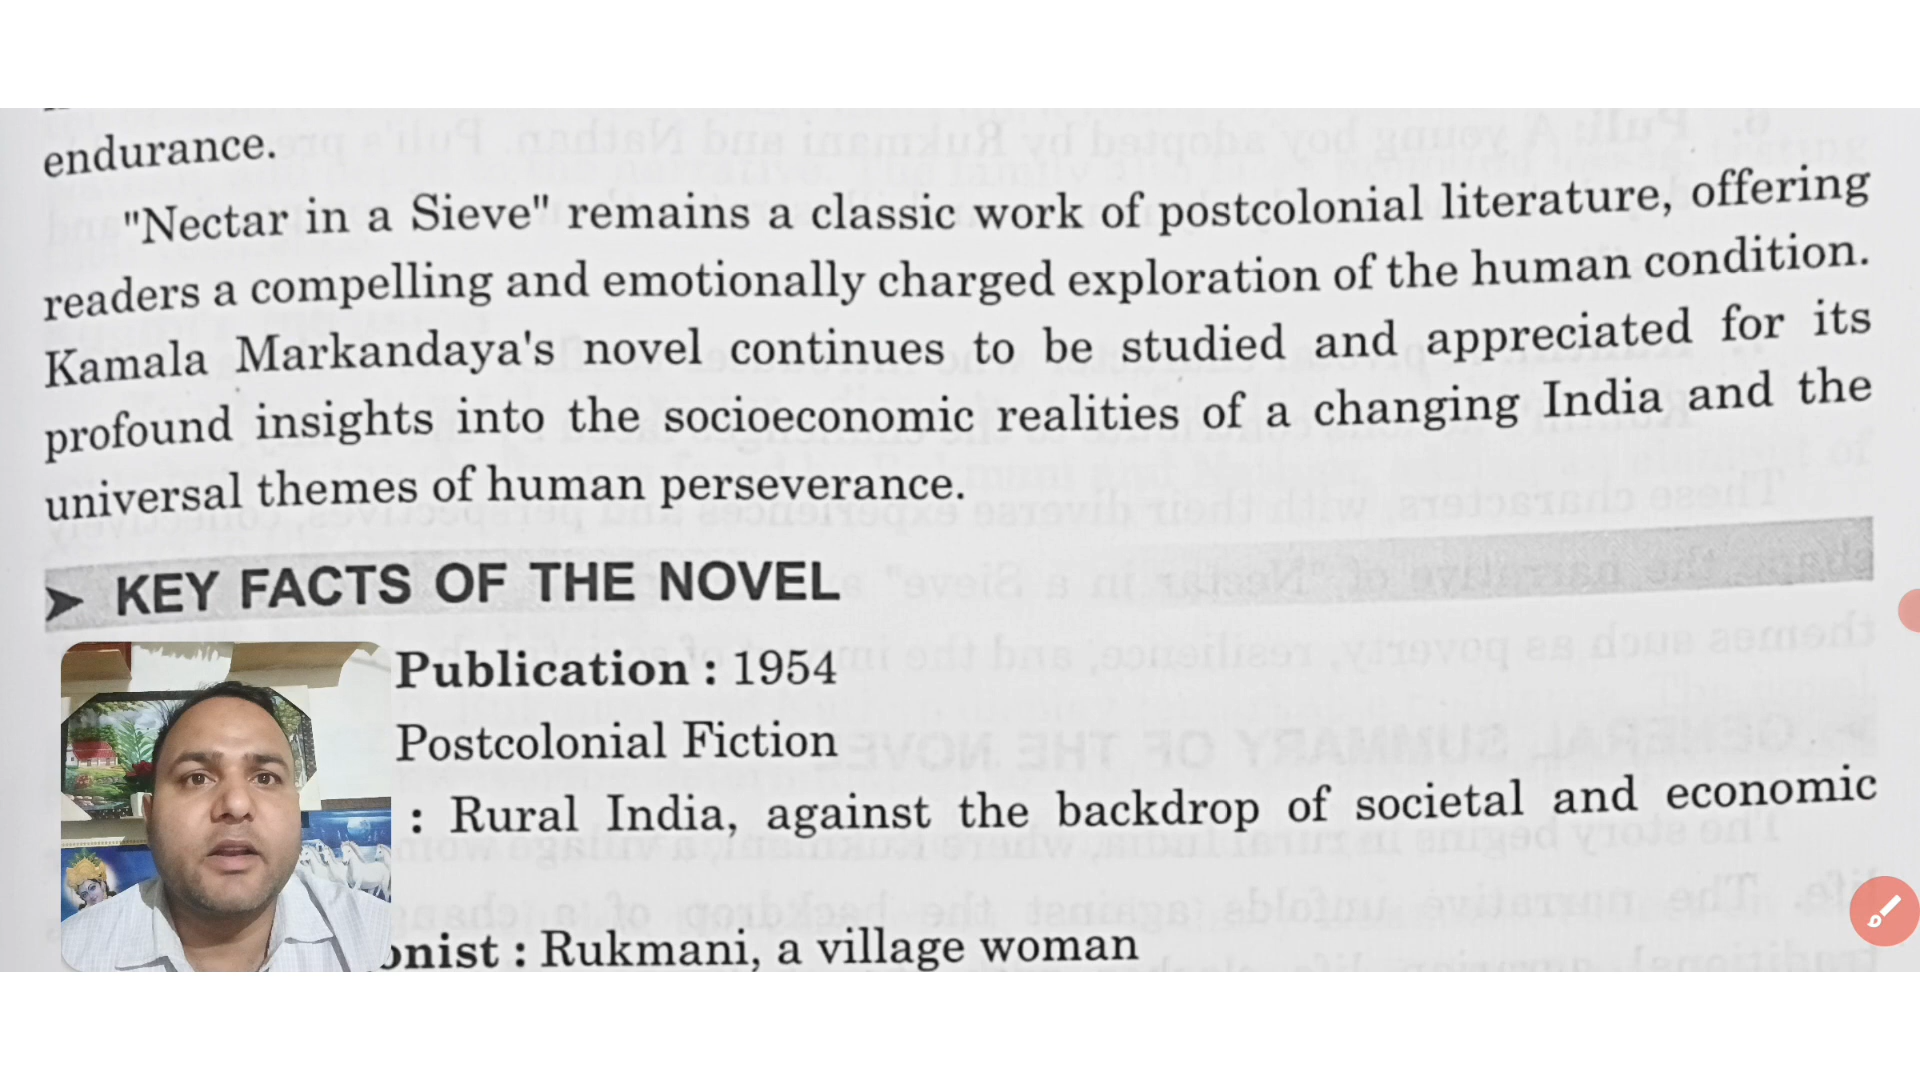 endurance.
"Nectar in a Sieve" remains a classic work of postcolonial literature, offering
readers a compelling and emotionally charged exploration of the human condition.
Kamala Markandaya's novel continues to be studied and appreciated for its
profound insights into the socioeconomic realities of a changing India and the
universal themes of human perseverance.
➤ KEY FACTS OF THE NOVEL
Publication : 1954
Postcolonial Fiction
: Rural India, against the backdrop of societal and economic
onist : Rukmani, a village woman